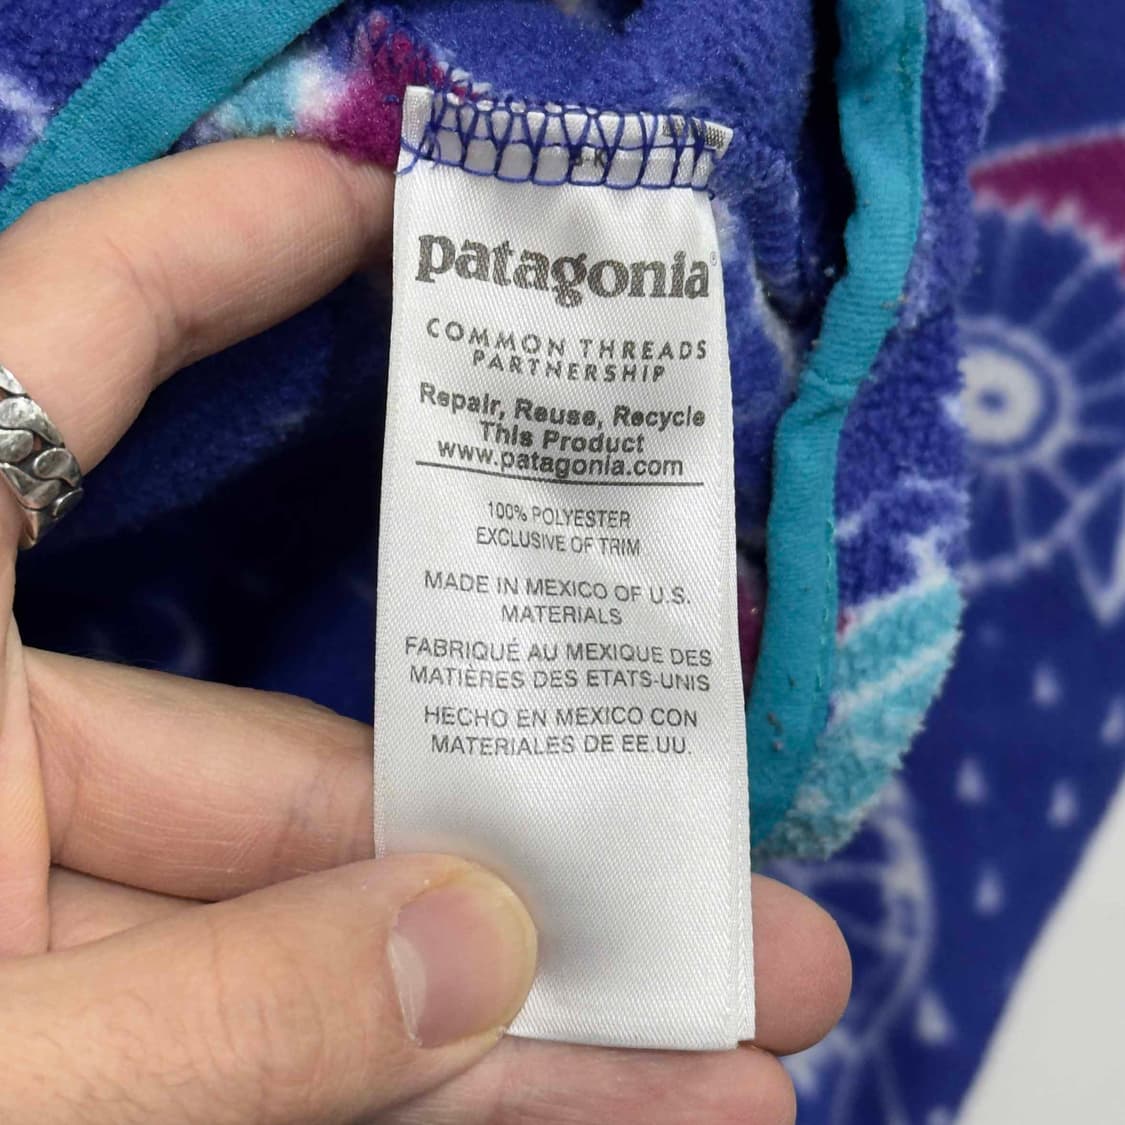 patagonia®
COMMON THREADS
PARTNERSHIP
Repair, Reuse, Recycle
This Product
www.patagonia.com
100% POLYESTER
EXCLUSIVE OF TRIM
MADE IN MEXICO OF U.S.
MATERIALS
FABRIQUÉ AU MEXIQUE DES
MATIÈRES DES ETATS-UNIS
HECHO EN MEXICO CON
MATERIALES DE EE.UU.